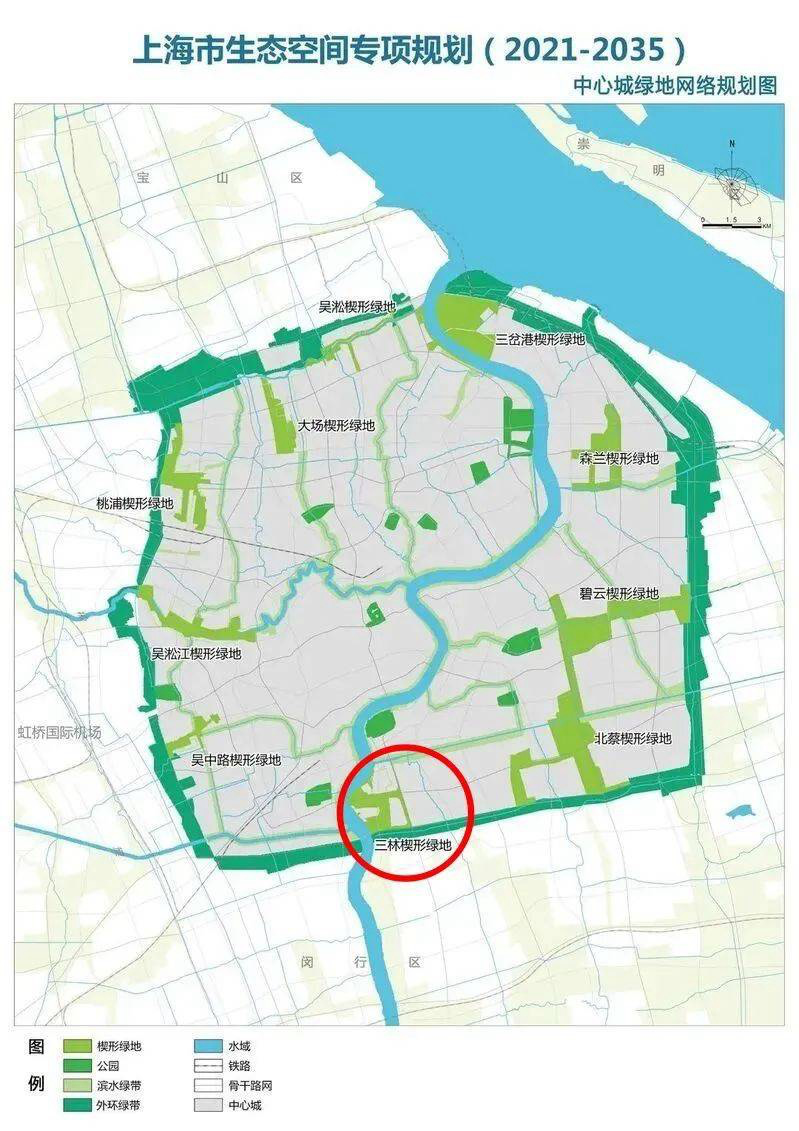 上海市生态空间专项规划（2021-2035）
中心城绿地网络规划图
崇明
N
宝山区
0 1.5 3
KM
吴淞楔形绿地
三岔港楔形绿地
大场楔形绿地
森兰楔形绿地
桃浦楔形绿地
碧云楔形绿地
吴淞江楔形绿地
虹桥国际机场
北蔡楔形绿地
吴中路楔形绿地
三林楔形绿地
闵行区
图例
楔形绿地
水域
公园
铁路
滨水绿带
骨干路网
外环绿带
中心城